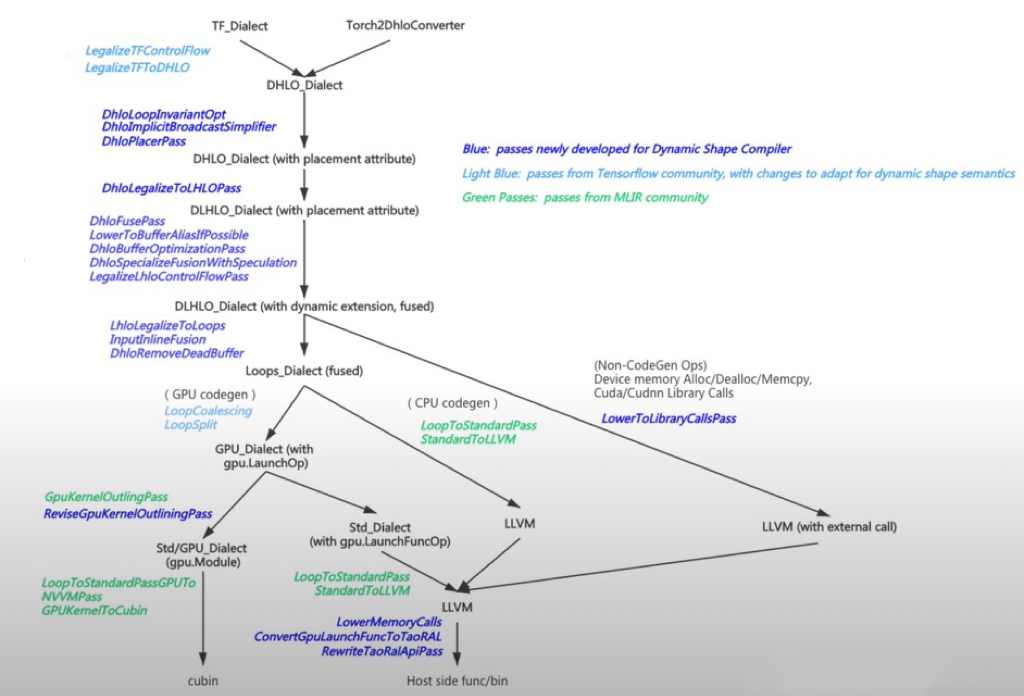 TF_Dialect
Torch2DhloConverter
LegalizeTFControlFlow
LegalizeTFToDHLO
DHLO_Dialect
DhloLoopInvariantOpt
DhloImplicitBroadcastSimplifier
DhloPlacerPass
Blue: passes newly developed for Dynamic Shape Compiler
DHLO_Dialect (with placement attribute)
Light Blue: passes from Tensorflow community, with changes to adapt for dynamic shape semantics
DhloLegalizeToLHLOPass
Green Passes: passes from MLIR community
DLHLO_Dialect (with placement attribute)
DhloFusePass
LowerToBufferAliasIfPossible
DhloBufferOptimizationPass
DhloSpecializeFusionWithSpeculation
LegalizeLhloControlFlowPass
DLHLO_Dialect (with dynamic extension, fused)
LhloLegalizeToLoops
InputInlineFusion
DhloRemoveDeadBuffer
Loops_Dialect (fused)
(Non-CodeGen Ops)
Device memory Alloc/Dealloc/Memcpy,
Cuda/Cudnn Library Calls
LowerToLibraryCallsPass
( GPU codegen )
LoopCoalescing
LoopSplit
( CPU codegen )
LoopToStandardPass
StandardToLLVM
GPU_Dialect (with
gpu.LaunchOp)
GpuKernelOutlingPass
ReviseGpuKernelOutliningPass
Std_Dialect
(with gpu.LaunchFuncOp)
LLVM
LLVM (with external call)
Std/GPU_Dialect
(gpu.Module)
LoopToStandardPassGPUTo
NVVMPass
GPUKernelToCubin
LoopToStandardPass
StandardToLLVM
LLVM
LowerMemoryCalls
ConvertGpuLaunchFuncToTaoRAL
RewriteTaoRalApiPass
cubin
Host side func/bin